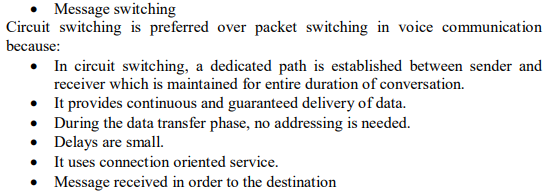 • Message switching
Circuit switching is preferred over packet switching in voice communication
because:
• In circuit switching, a dedicated path is established between sender and
receiver which is maintained for entire duration of conversation.
• It provides continuous and guaranteed delivery of data.
• During the data transfer phase, no addressing is needed.
• Delays are small.
• It uses connection oriented service.
• Message received in order to the destination